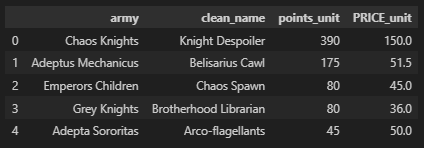 army clean_name points_unit PRICE_unit
0 Chaos Knights Knight Despoiler 390 150.0
1 Adeptus Mechanicus Belisarius Cawl 175 51.5
2 Emperors Children Chaos Spawn 80 45.0
3 Grey Knights Brotherhood Librarian 80 36.0
4 Adepta Sororitas Arco-flagellants 45 50.0